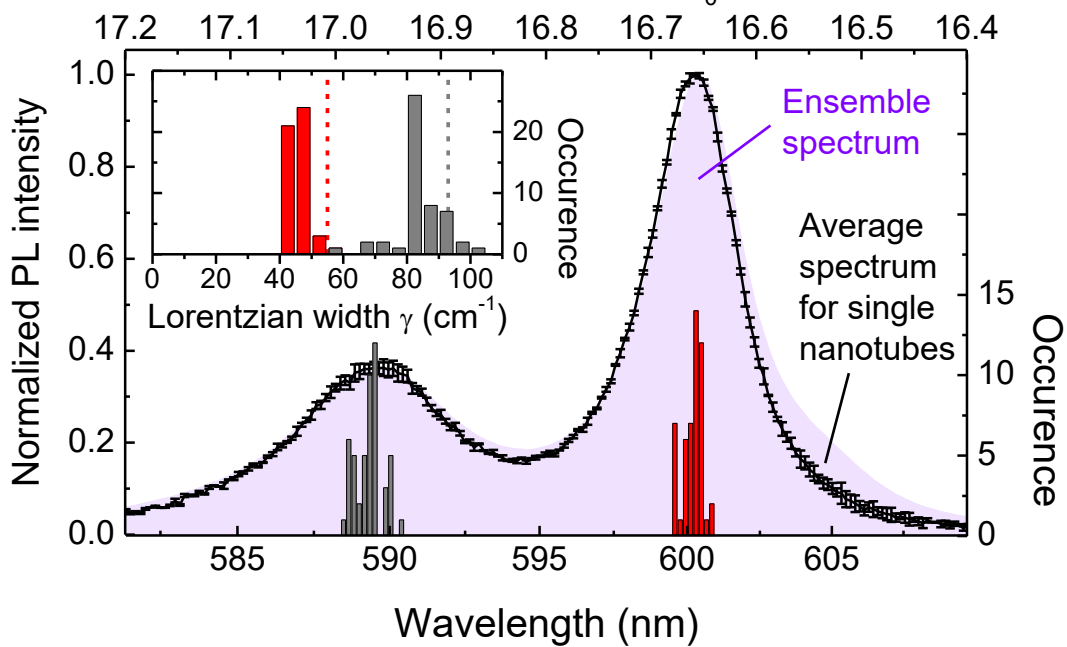 0
17.2 17.1 17.0 16.9 16.8 16.7 16.6 16.5 16.4
1.0
0.8
0.6
0.4
0.2
0.0
Normalized PL intensity
20
10
0
Occurence
0 20 40 60 80 100
Lorentzian width γ (cm⁻¹)
Ensemble
spectrum
Average
spectrum
for single
nanotubes
15
10
5
0
Occurence
585 590 595 600 605
Wavelength (nm)